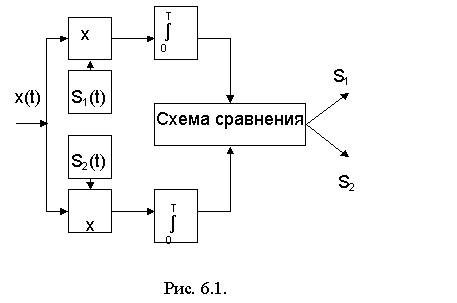 x
T
∫
0
S₁(t)
x(t)
Схема сравнения
S₁
S₂
S₂(t)
x
T
∫
0
Рис. 6.1.